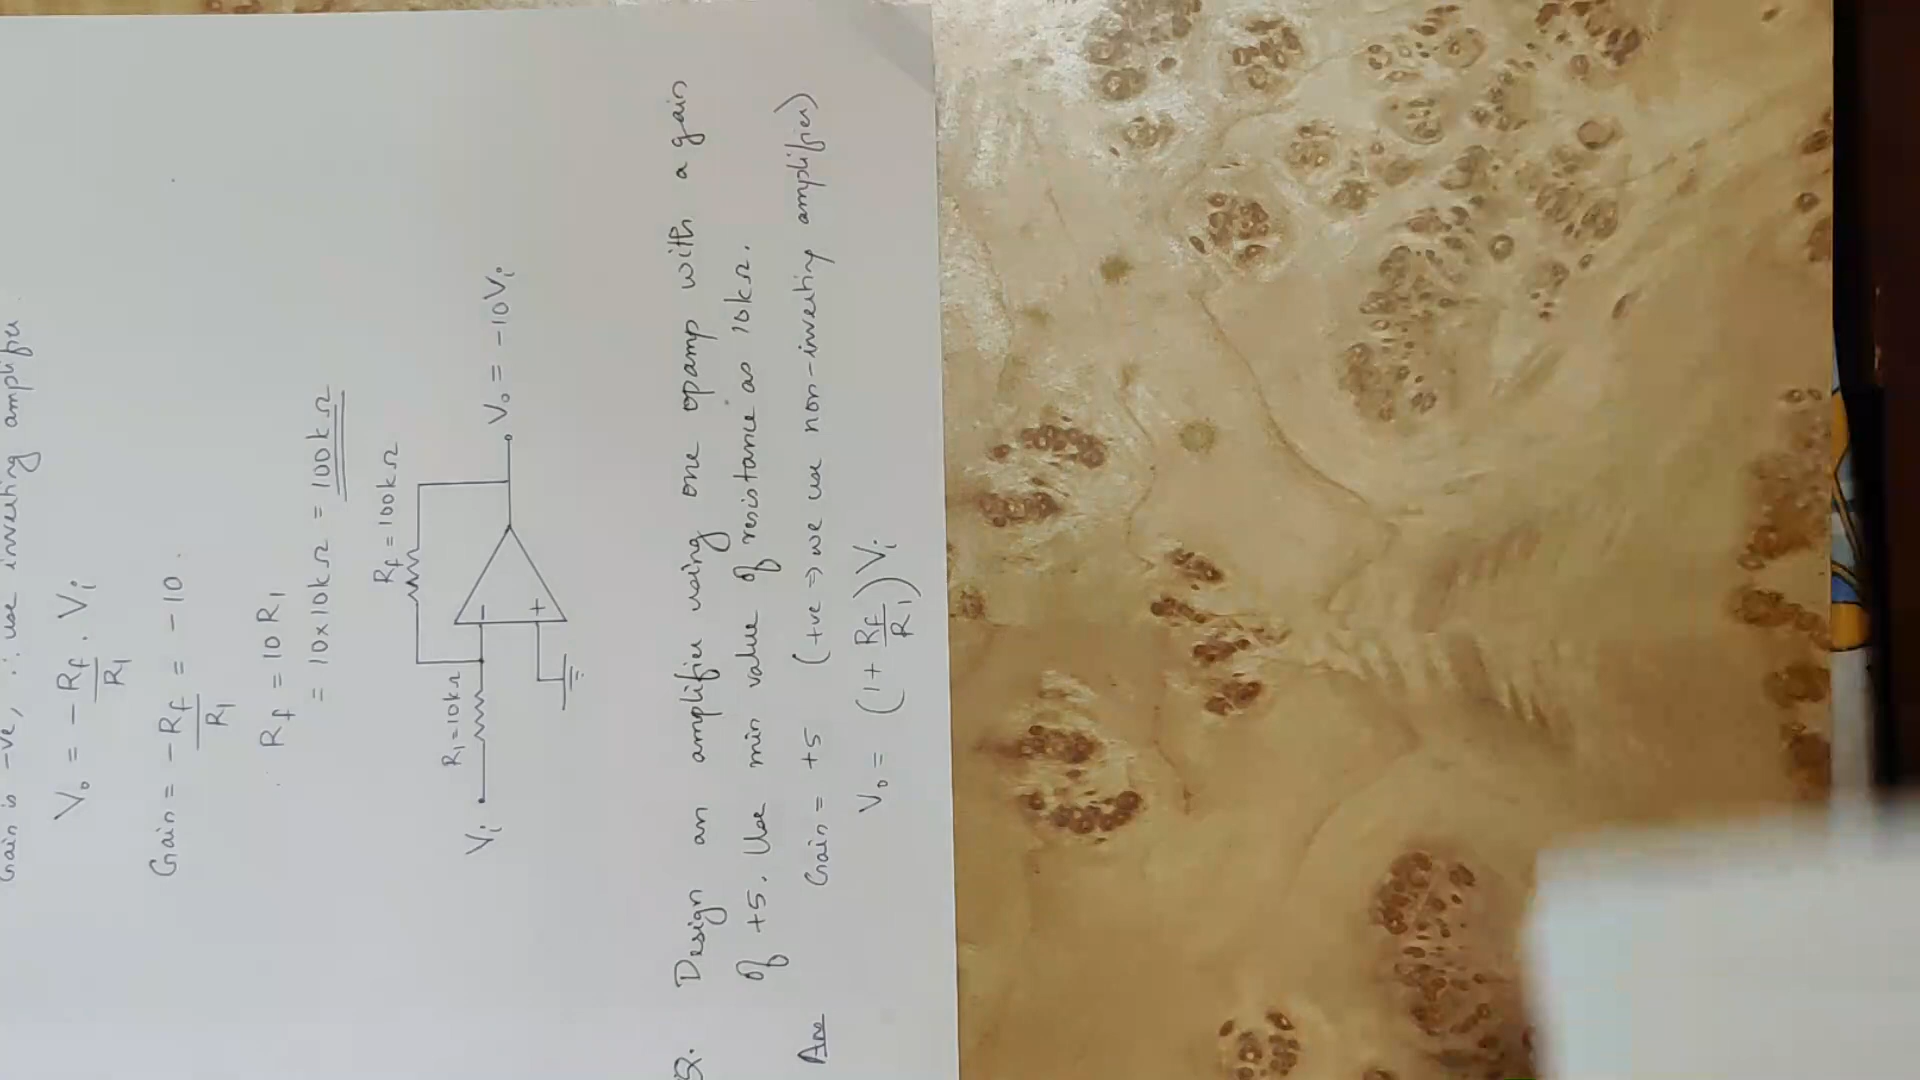 Gain is -ve, ∴ use inverting amplifier
V₀ = -Rf/R₁ . Vi
Gain = -Rf/R₁ = -10.
Rf = 10 R₁
= 10x10kΩ = 100kΩ
Rf = 100kΩ
R₁=10kΩ
Vi
-
+
V₀ = -10Vi
Q. Design an amplifier using one opamp with a gain
of +5. Use min value of resistance as 10kΩ.
Ans Gain = +5 (+ve ⇒ we use non-inverting amplifier)
V₀ = (1 + Rf/R₁) Vi